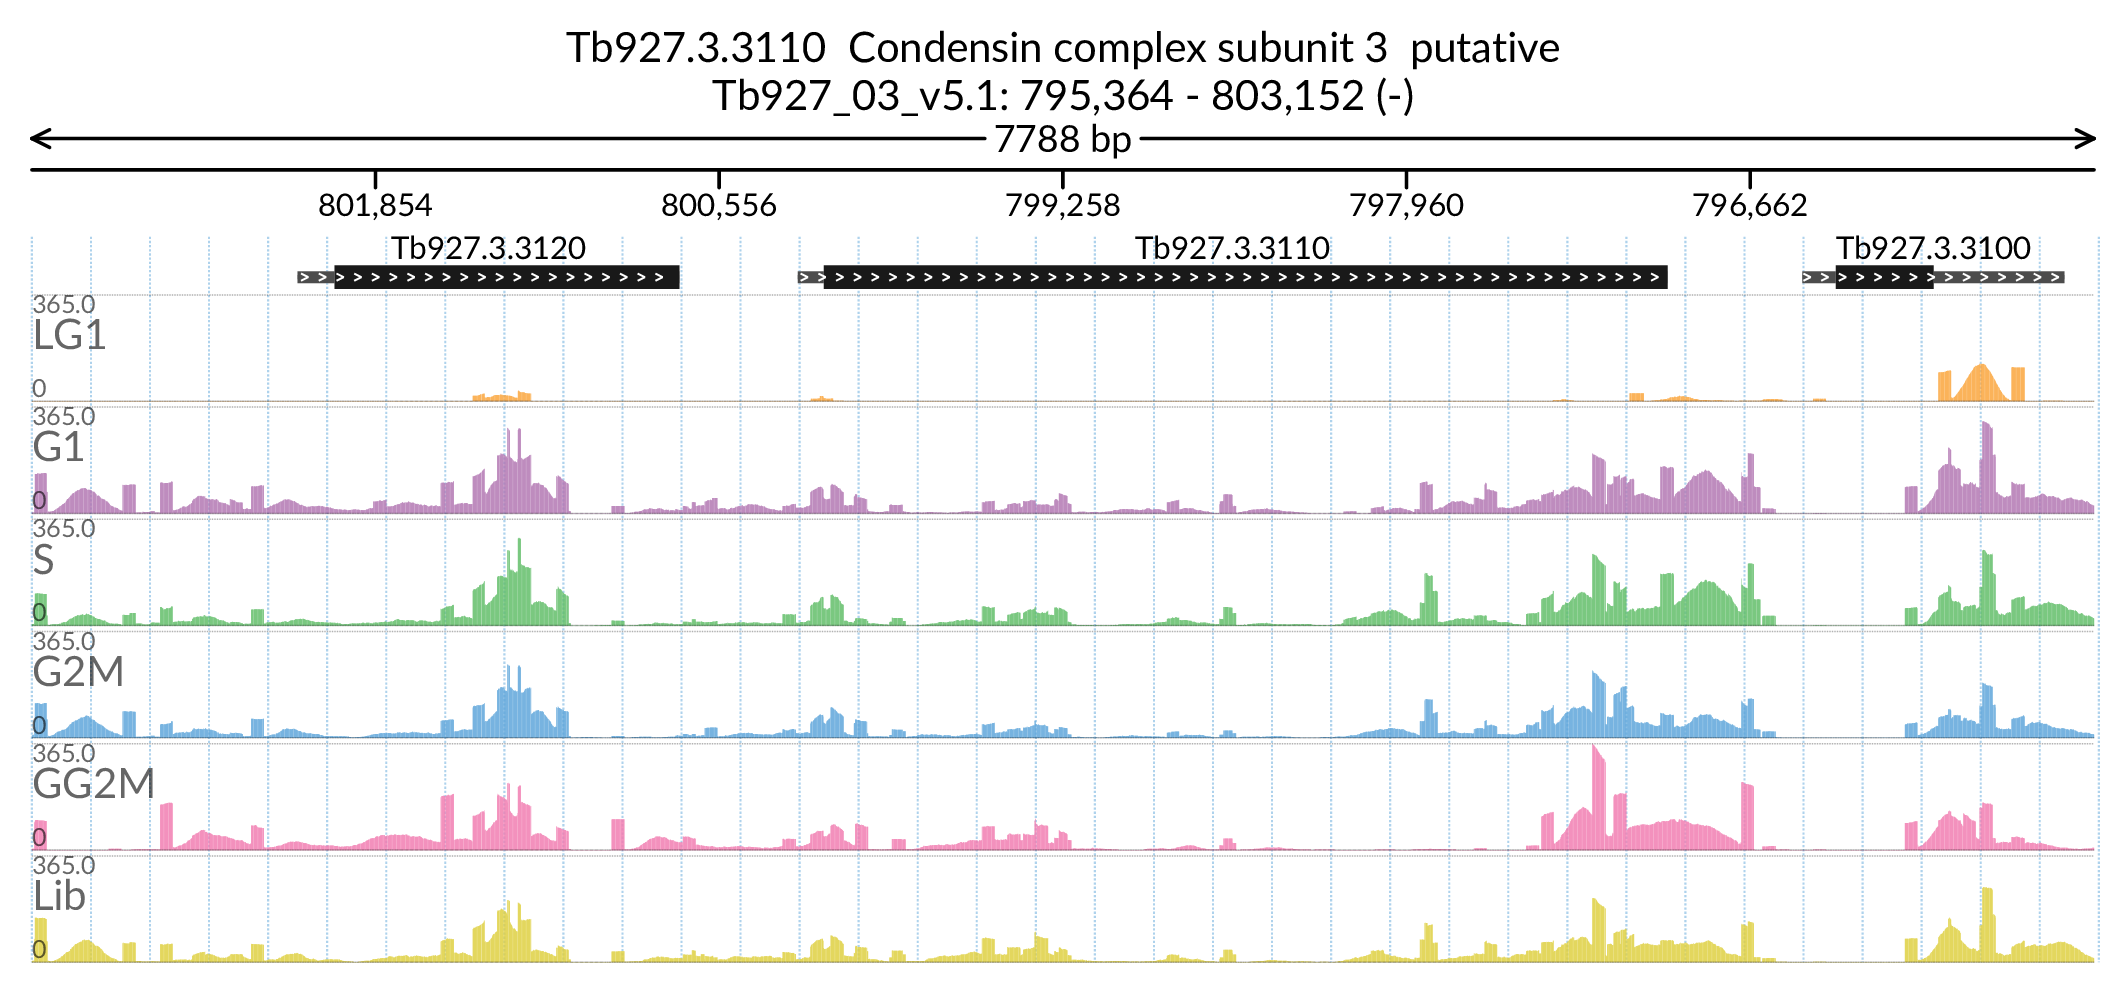 Tb927.3.3110  Condensin complex subunit 3  putative
Tb927_03_v5.1: 795,364 - 803,152 (-)
7788 bp
801,854 800,556 799,258 797,960 796,662
Tb927.3.3120 Tb927.3.3110 Tb927.3.3100
365.0
LG1
0
365.0
G1
0
365.0
S
0
365.0
G2M
0
365.0
GG2M
0
365.0
Lib
0